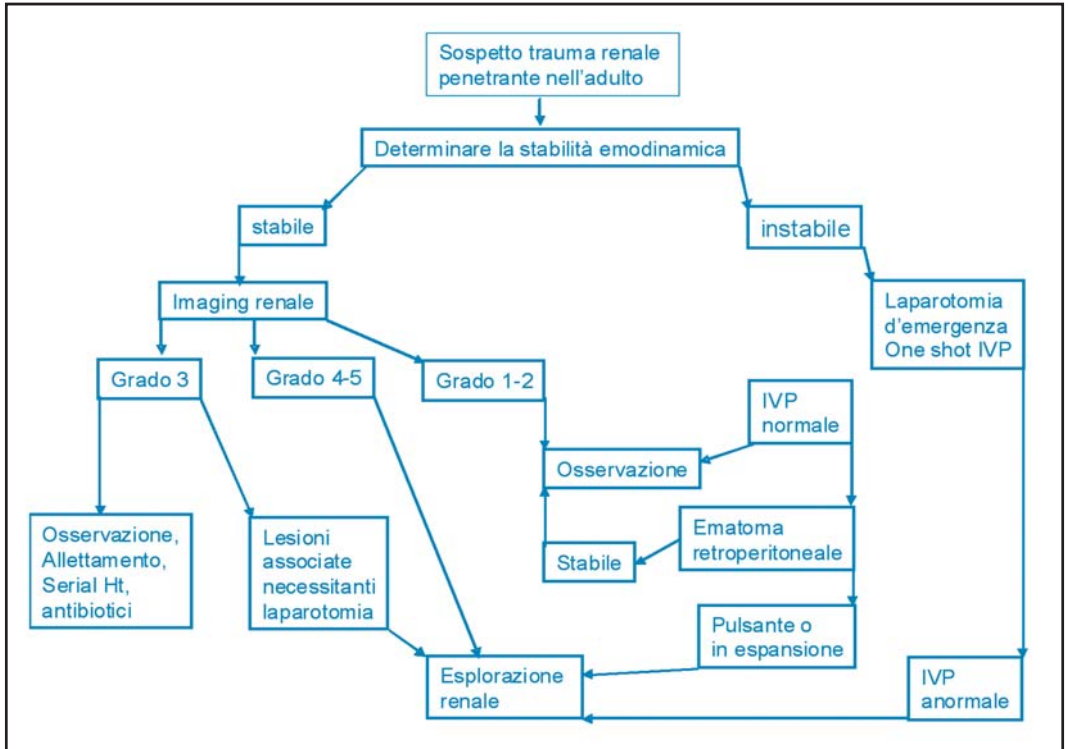 Sospetto trauma renale
penetrante nell'adulto
Determinare la stabilità emodinamica
stabile
instabile
Imaging renale
Laparotomia
d'emergenza
One shot IVP
Grado 3
Grado 4-5
Grado 1-2
IVP
normale
Osservazione
Osservazione,
Allettamento,
Serial Ht,
antibiotici
Lesioni
associate
necessitanti
laparotomia
Stabile
Ematoma
retroperitoneale
Pulsante o
in espansione
Esplorazione
renale
IVP
anormale